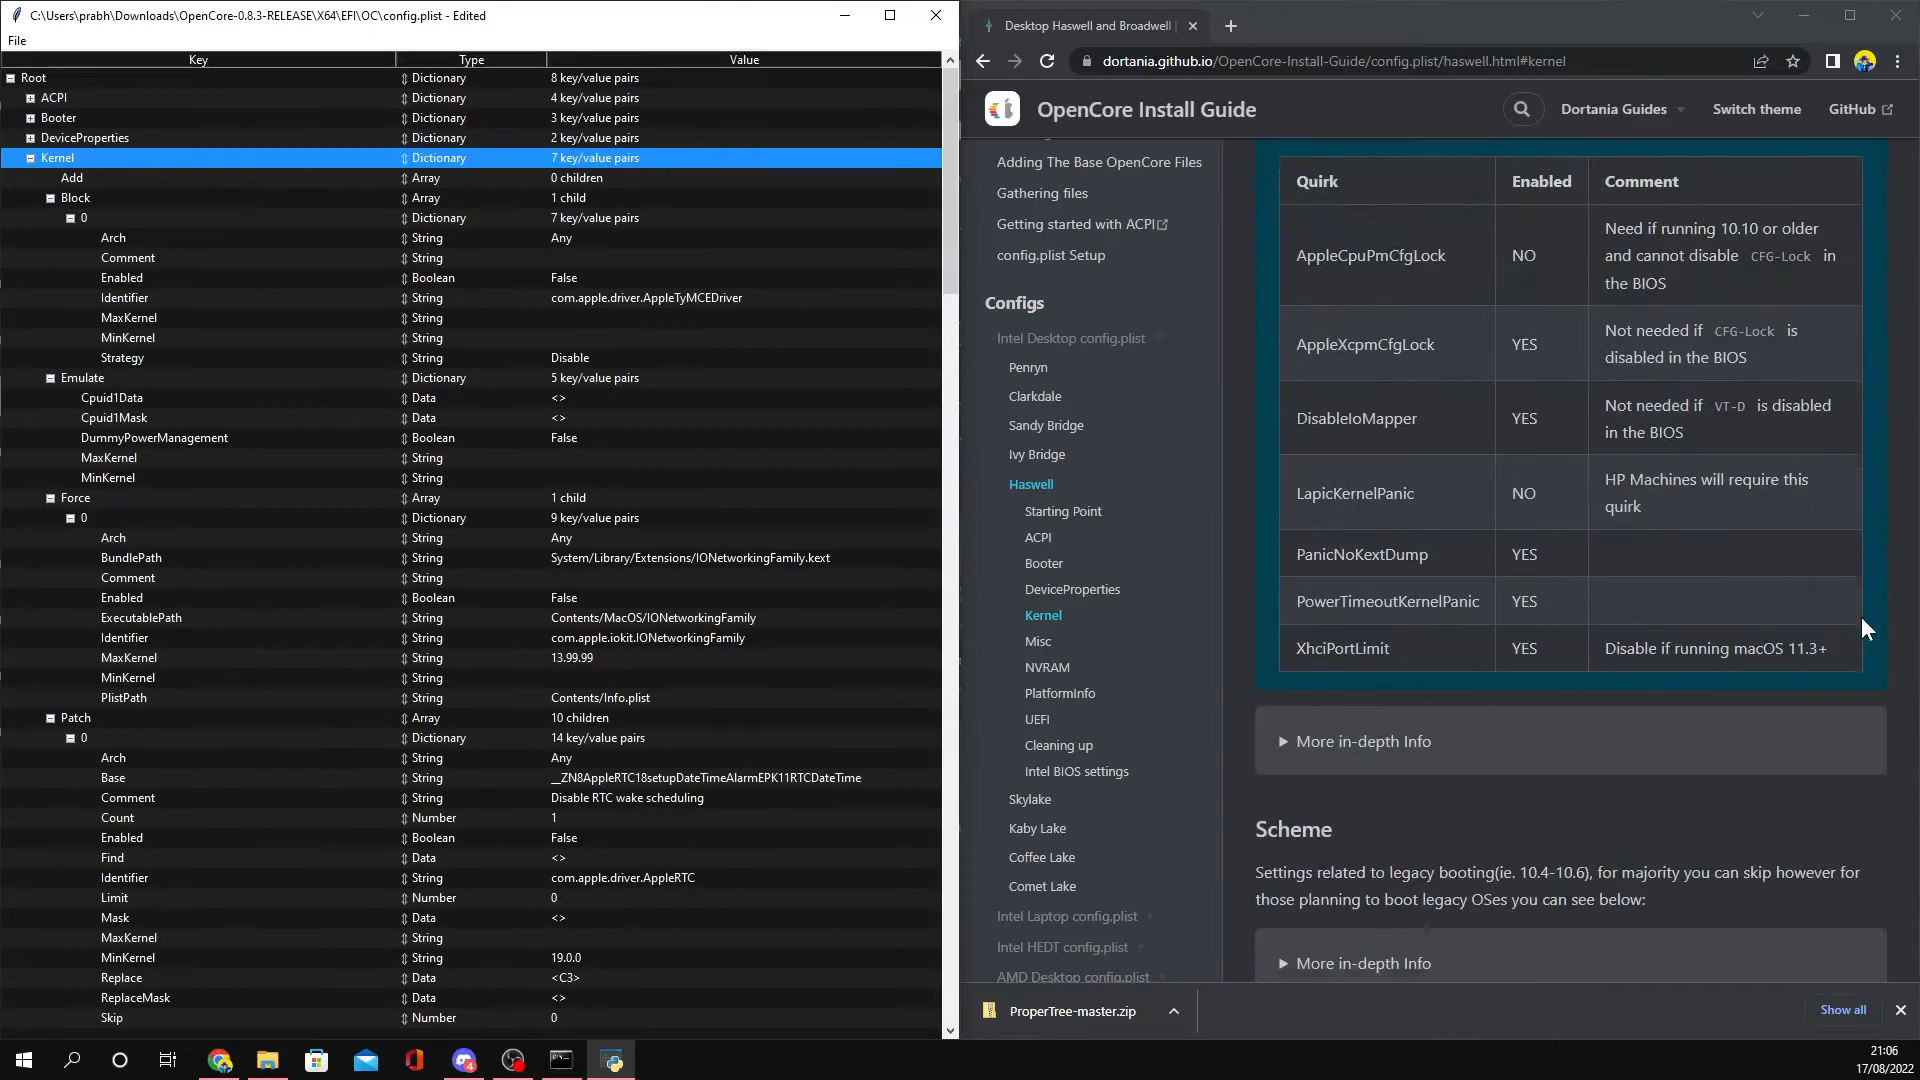 C:\Users\prabh\Downloads\OpenCore-0.8.3-RELEASE\X64\EFI\OC\config.plist - Edited
File
Key Type Value
Root Dictionary 8 key/value pairs
ACPI Dictionary 4 key/value pairs
Booter Dictionary 3 key/value pairs
DeviceProperties Dictionary 2 key/value pairs
Kernel Dictionary 7 key/value pairs
Add Array 0 children
Block Array 1 child
0 Dictionary 7 key/value pairs
Arch String Any
Comment String
Enabled Boolean False
Identifier String com.apple.driver.AppleTyMCEDriver
MaxKernel String
MinKernel String
Strategy String Disable
Emulate Dictionary 5 key/value pairs
Cpuid1Data Data <>
Cpuid1Mask Data <>
DummyPowerManagement Boolean False
MaxKernel String
MinKernel String
Force Array 1 child
0 Dictionary 9 key/value pairs
Arch String Any
BundlePath String System/Library/Extensions/IONetworkingFamily.kext
Comment String
Enabled Boolean False
ExecutablePath String Contents/MacOS/IONetworkingFamily
Identifier String com.apple.iokit.IONetworkingFamily
MaxKernel String 13.99.99
MinKernel String
PlistPath String Contents/Info.plist
Patch Array 10 children
0 Dictionary 14 key/value pairs
Arch String Any
Base String __ZN8AppleRTC18setupDateTimeAlarmEPK11RTCDateTime
Comment String Disable RTC wake scheduling
Count Number 1
Enabled Boolean False
Find Data <>
Identifier String com.apple.driver.AppleRTC
Limit Number 0
Mask Data <>
MaxKernel String
MinKernel String 19.0.0
Replace Data <C3>
ReplaceMask Data <>
Skip Number 0
Desktop Haswell and Broadwell |
dortania.github.io/OpenCore-Install-Guide/config.plist/haswell.html#kernel
OpenCore Install Guide
Dortania Guides Switch theme GitHub
Adding The Base OpenCore Files
Gathering files
Getting started with ACPI
config.plist Setup
Configs
Intel Desktop config.plist
Penryn
Clarkdale
Sandy Bridge
Ivy Bridge
Haswell
Starting Point
ACPI
Booter
DeviceProperties
Kernel
Misc
NVRAM
PlatformInfo
UEFI
Cleaning up
Intel BIOS settings
Skylake
Kaby Lake
Coffee Lake
Comet Lake
Intel Laptop config.plist
Intel HEDT config.plist
AMD Desktop config.plist
Quirk Enabled Comment
AppleCpuPmCfgLock NO Need if running 10.10 or older
and cannot disable CFG-Lock in
the BIOS
AppleXcpmCfgLock YES Not needed if CFG-Lock is
disabled in the BIOS
DisableIoMapper YES Not needed if VT-D is disabled
in the BIOS
LapicKernelPanic NO HP Machines will require this
quirk
PanicNoKextDump YES
PowerTimeoutKernelPanic YES
XhciPortLimit YES Disable if running macOS 11.3+
More in-depth Info
Scheme
Settings related to legacy booting(ie. 10.4-10.6), for majority you can skip however for
those planning to boot legacy OSes you can see below:
More in-depth Info
ProperTree-master.zip
Show all
4
21:06
17/08/2022